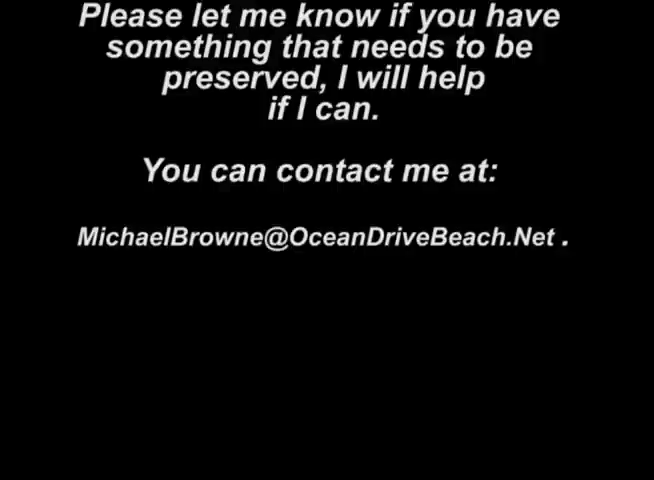 Please let me know if you have
something that needs to be
preserved, I will help
if I can.
You can contact me at:
MichaelBrowne@OceanDriveBeach.Net .